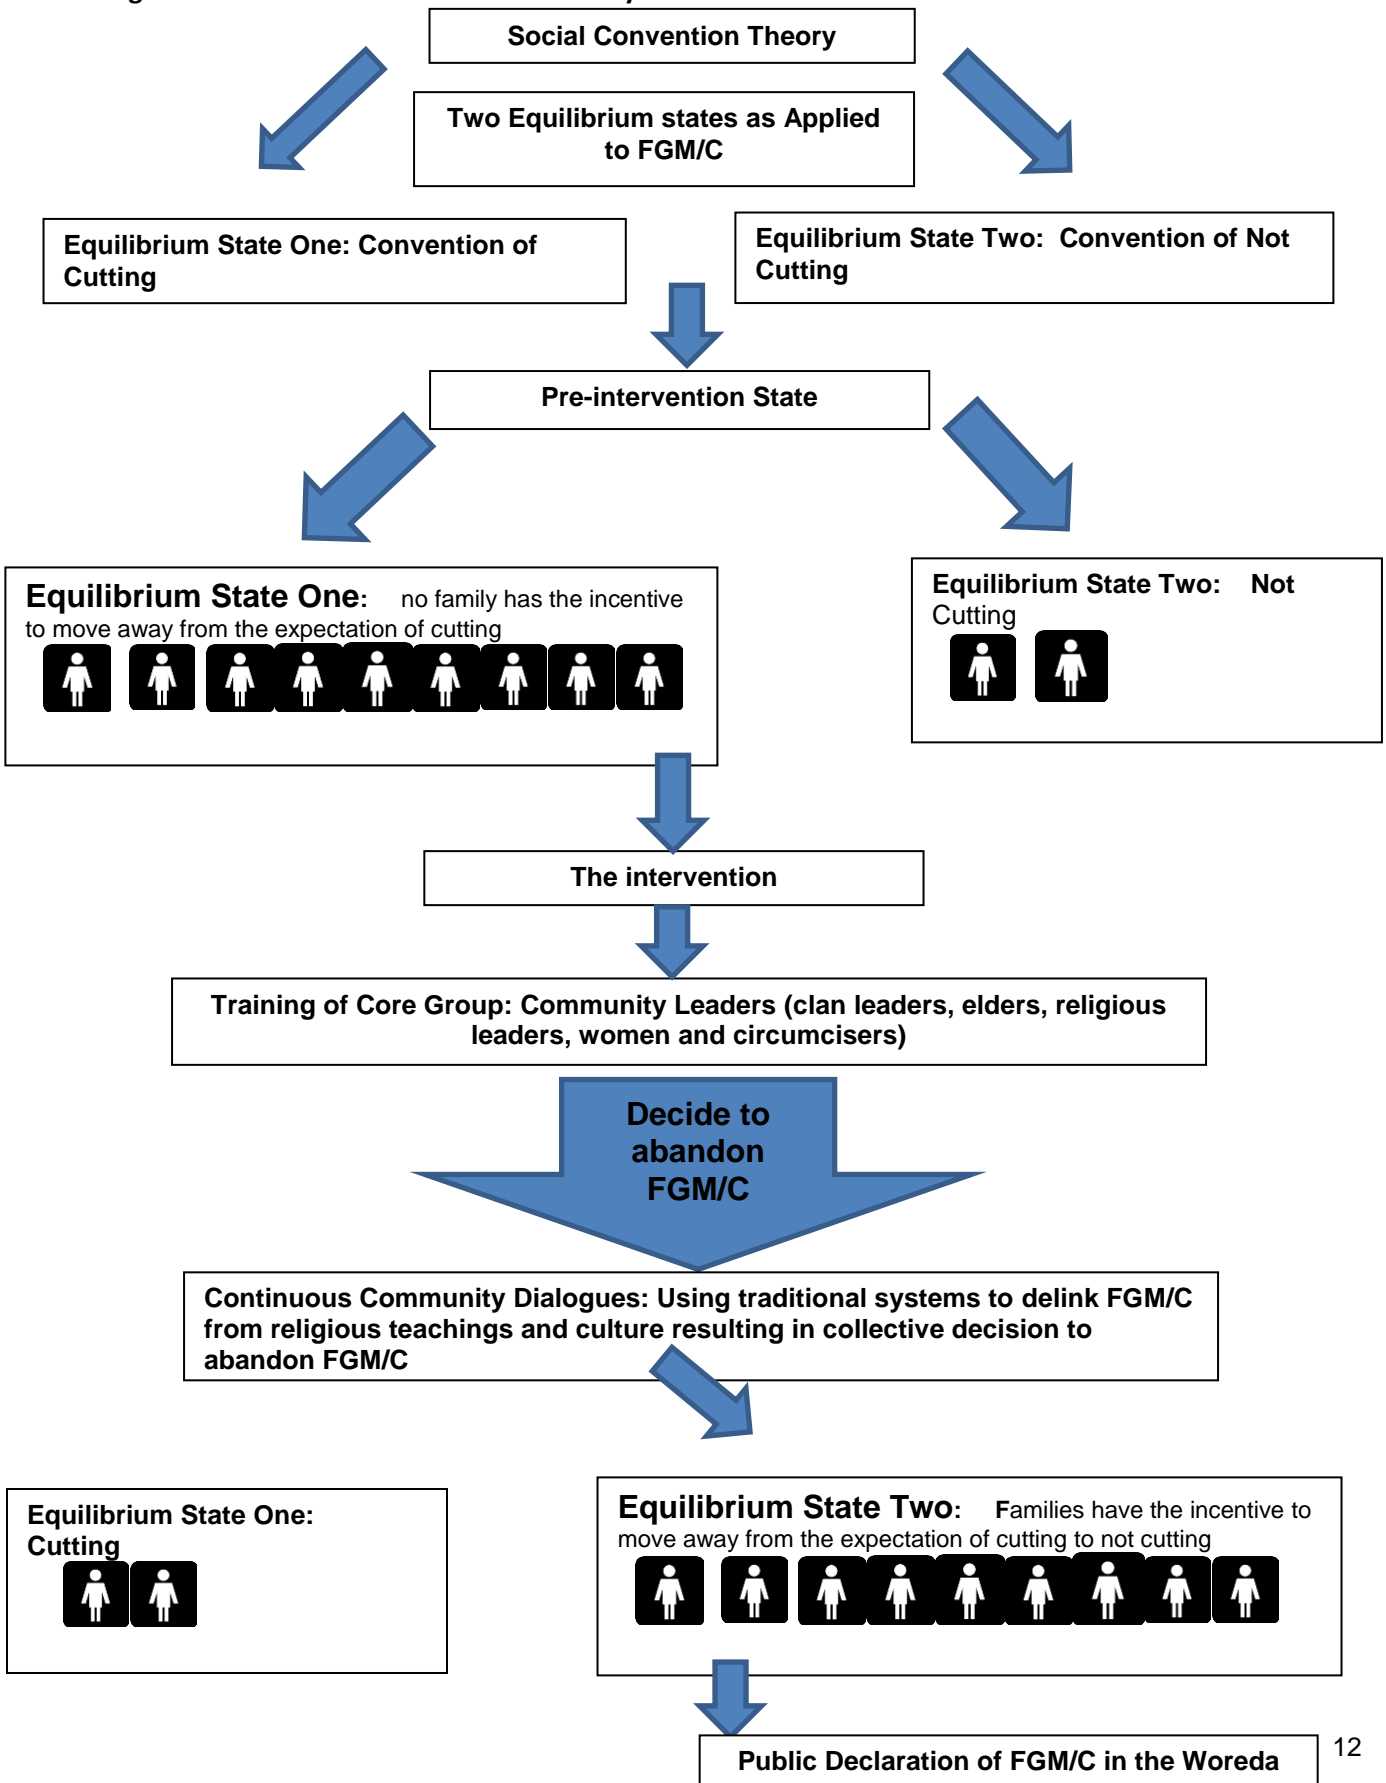 Social Convention Theory
Two Equilibrium states as Applied
to FGM/C
Equilibrium State One: Convention of
Cutting
Equilibrium State Two: Convention of Not
Cutting
Pre-intervention State
Equilibrium State One: no family has the incentive
to move away from the expectation of cutting
Equilibrium State Two: Not
Cutting
The intervention
Training of Core Group: Community Leaders (clan leaders, elders, religious
leaders, women and circumcisers)
Decide to
abandon
FGM/C
Continuous Community Dialogues: Using traditional systems to delink FGM/C
from religious teachings and culture resulting in collective decision to
abandon FGM/C
Equilibrium State One:
Cutting
Equilibrium State Two: Families have the incentive to
move away from the expectation of cutting to not cutting
Public Declaration of FGM/C in the Woreda
12